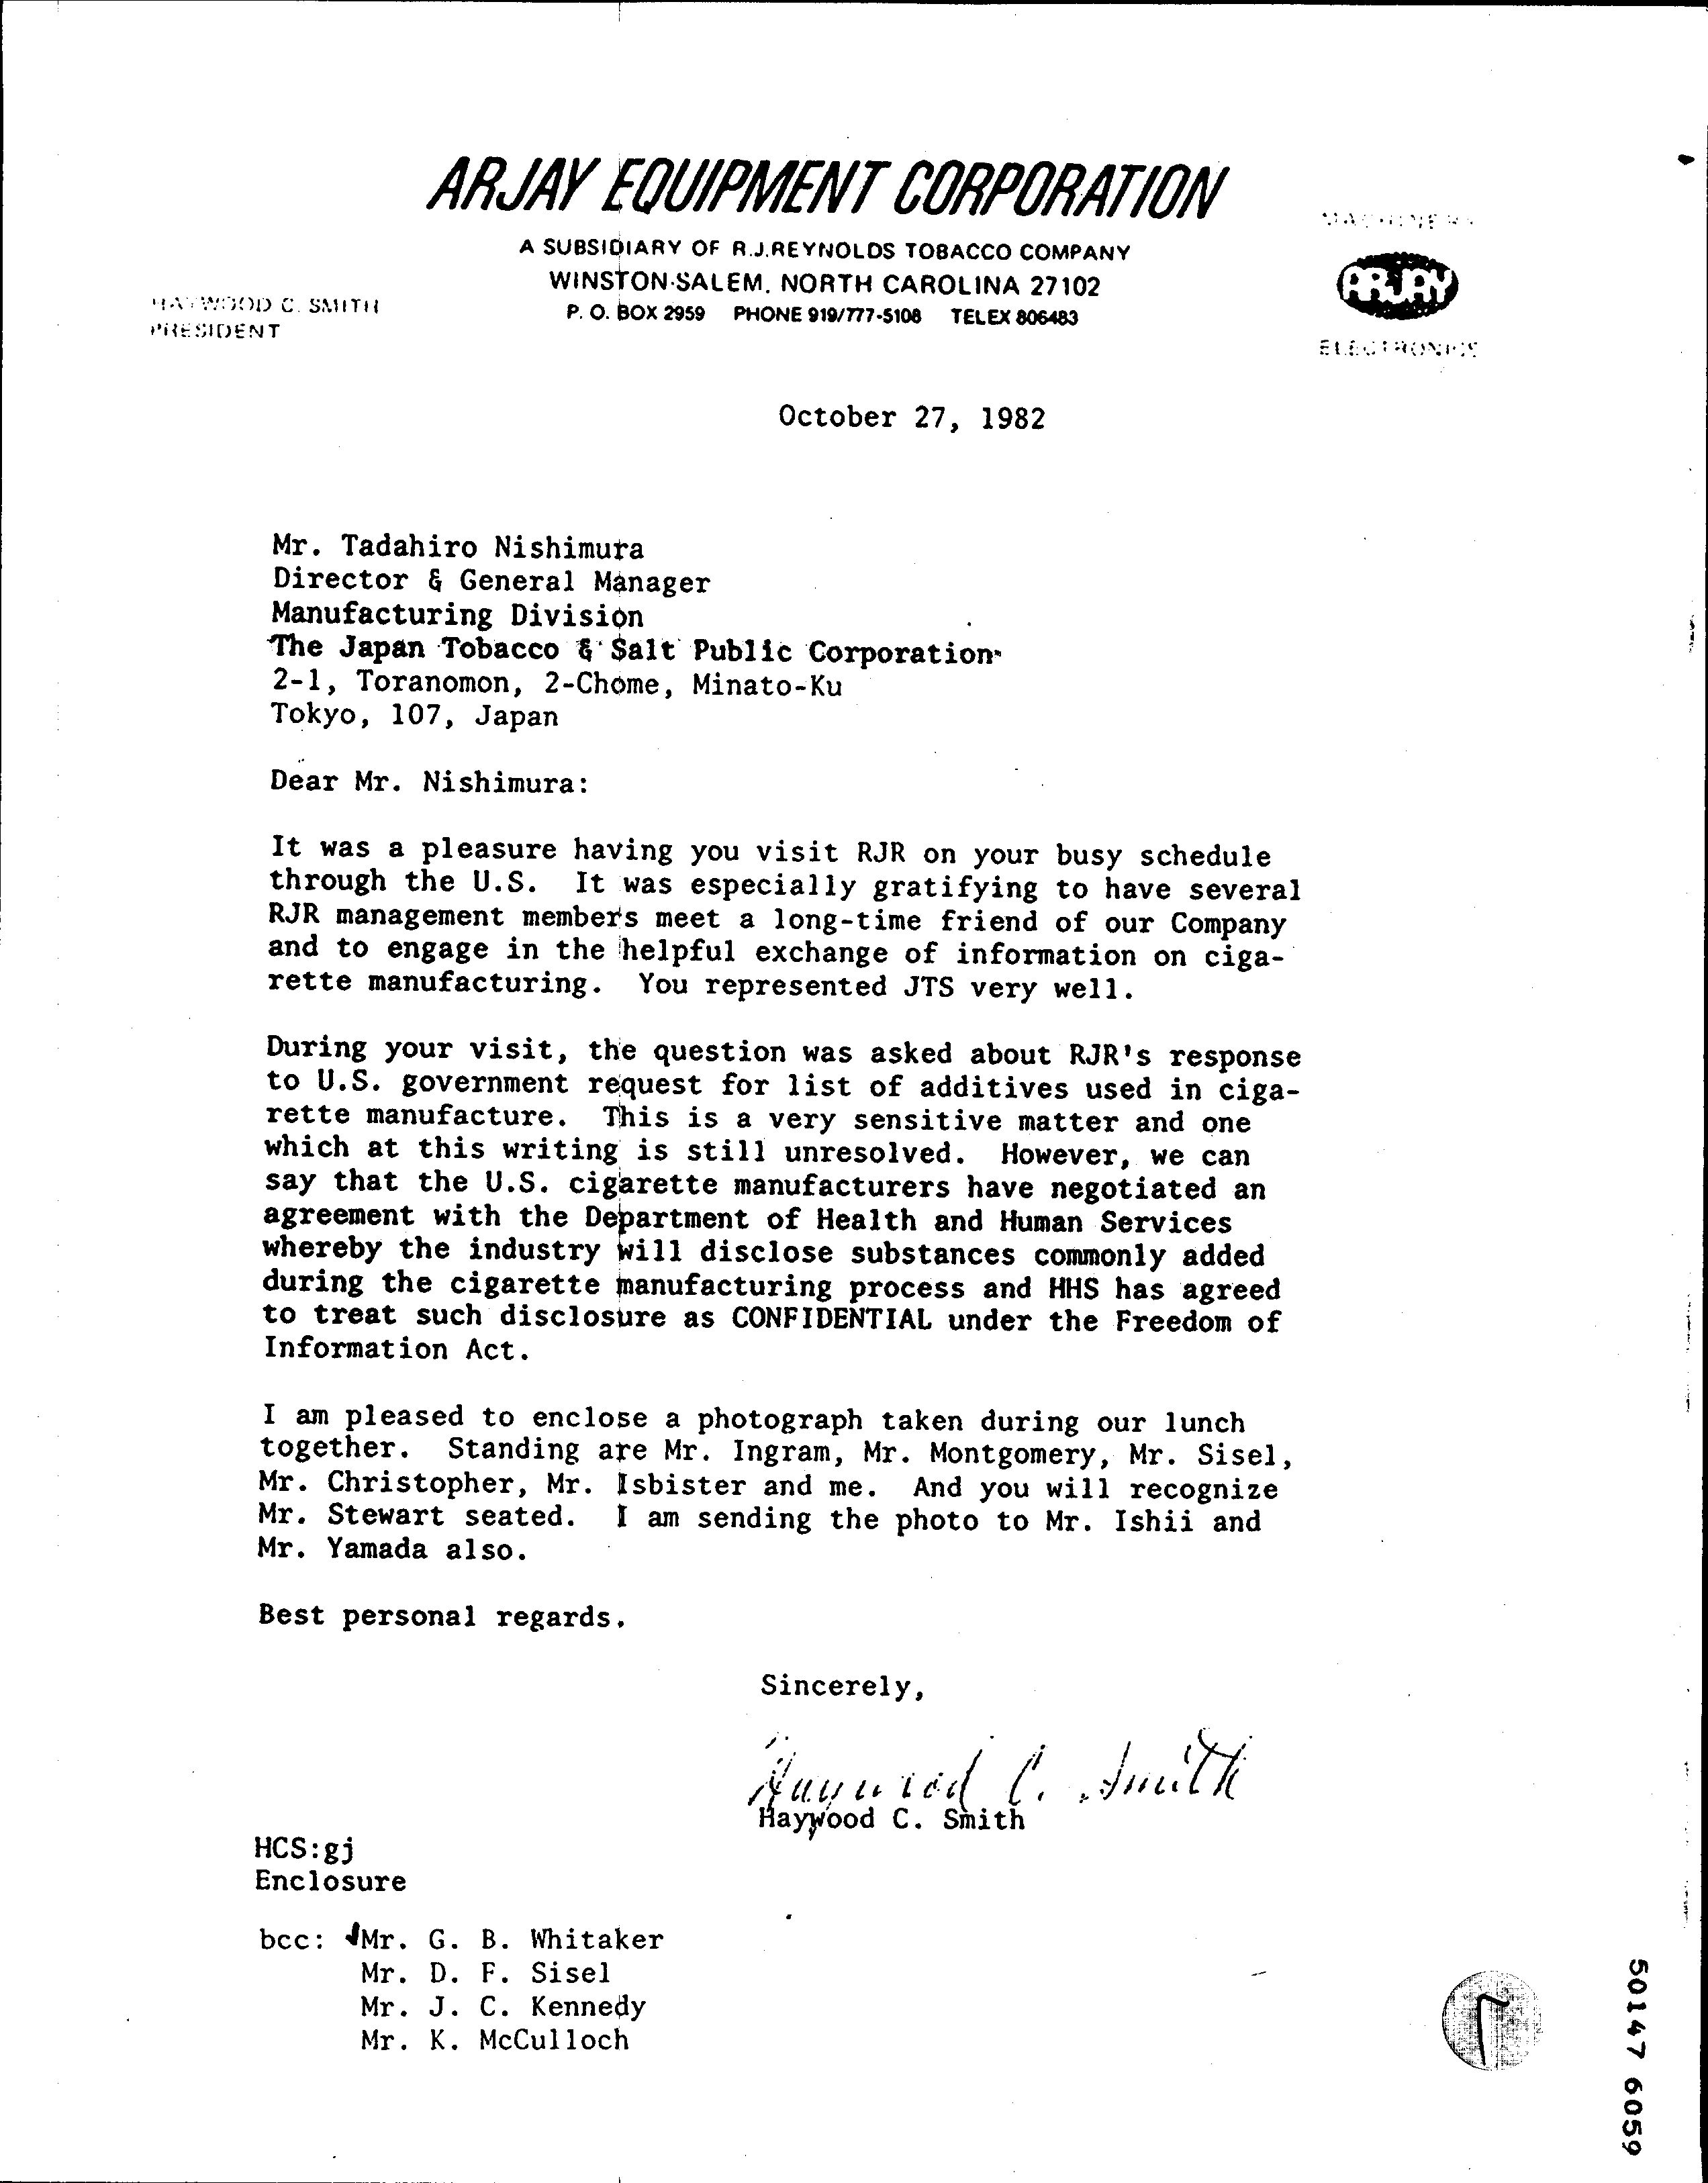 ARJAY EQUIPMENT CORPORATION
A SUBSIDIARY OF R.J.REYNOLDS TOBACCO COMPANY
WINSTON-SALEM, NORTH CAROLINA 27102
P. O. BOX 2959 PHONE 919/777-5108 TELEX 806483
HAYWOOD C. SMITH
PRESIDENT
MACHINERY
ARJAY
ELECTRONICS
October 27, 1982
Mr. Tadahiro Nishimura
Director & General Manager
Manufacturing Division
The Japan Tobacco & Salt Public Corporation
2-1, Toranomon, 2-Chome, Minato-Ku
Tokyo, 107, Japan
Dear Mr. Nishimura:
It was a pleasure having you visit RJR on your busy schedule
through the U.S. It was especially gratifying to have several
RJR management members meet a long-time friend of our Company
and to engage in the helpful exchange of information on ciga-
rette manufacturing. You represented JTS very well.
During your visit, the question was asked about RJR's response
to U.S. government request for list of additives used in ciga-
rette manufacture. This is a very sensitive matter and one
which at this writing is still unresolved. However, we can
say that the U.S. cigarette manufacturers have negotiated an
agreement with the Department of Health and Human Services
whereby the industry will disclose substances commonly added
during the cigarette manufacturing process and HHS has agreed
to treat such disclosure as CONFIDENTIAL under the Freedom of
Information Act.
I am pleased to enclose a photograph taken during our lunch
together. Standing are Mr. Ingram, Mr. Montgomery, Mr. Sisel,
Mr. Christopher, Mr. Isbister and me. And you will recognize
Mr. Stewart seated. I am sending the photo to Mr. Ishii and
Mr. Yamada also.
Best personal regards.
Sincerely,
Haywood C. Smith
Haywood C. Smith
HCS:gj
Enclosure
bcc: Mr. G. B. Whitaker
Mr. D. F. Sisel
Mr. J. C. Kennedy
Mr. K. McCulloch
50147 6059